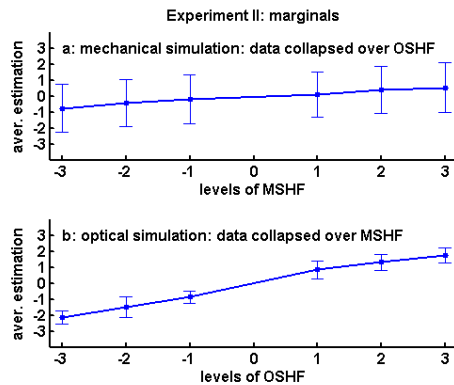 Experiment II: marginals
a: mechanical simulation: data collapsed over OSHF
aver. estimation
3
2
1
0
-1
-2
-3
-3 -2 -1 0 1 2 3
levels of MSHF
b: optical simulation: data collapsed over MSHF
aver. estimation
3
2
1
0
-1
-2
-3
-3 -2 -1 0 1 2 3
levels of OSHF